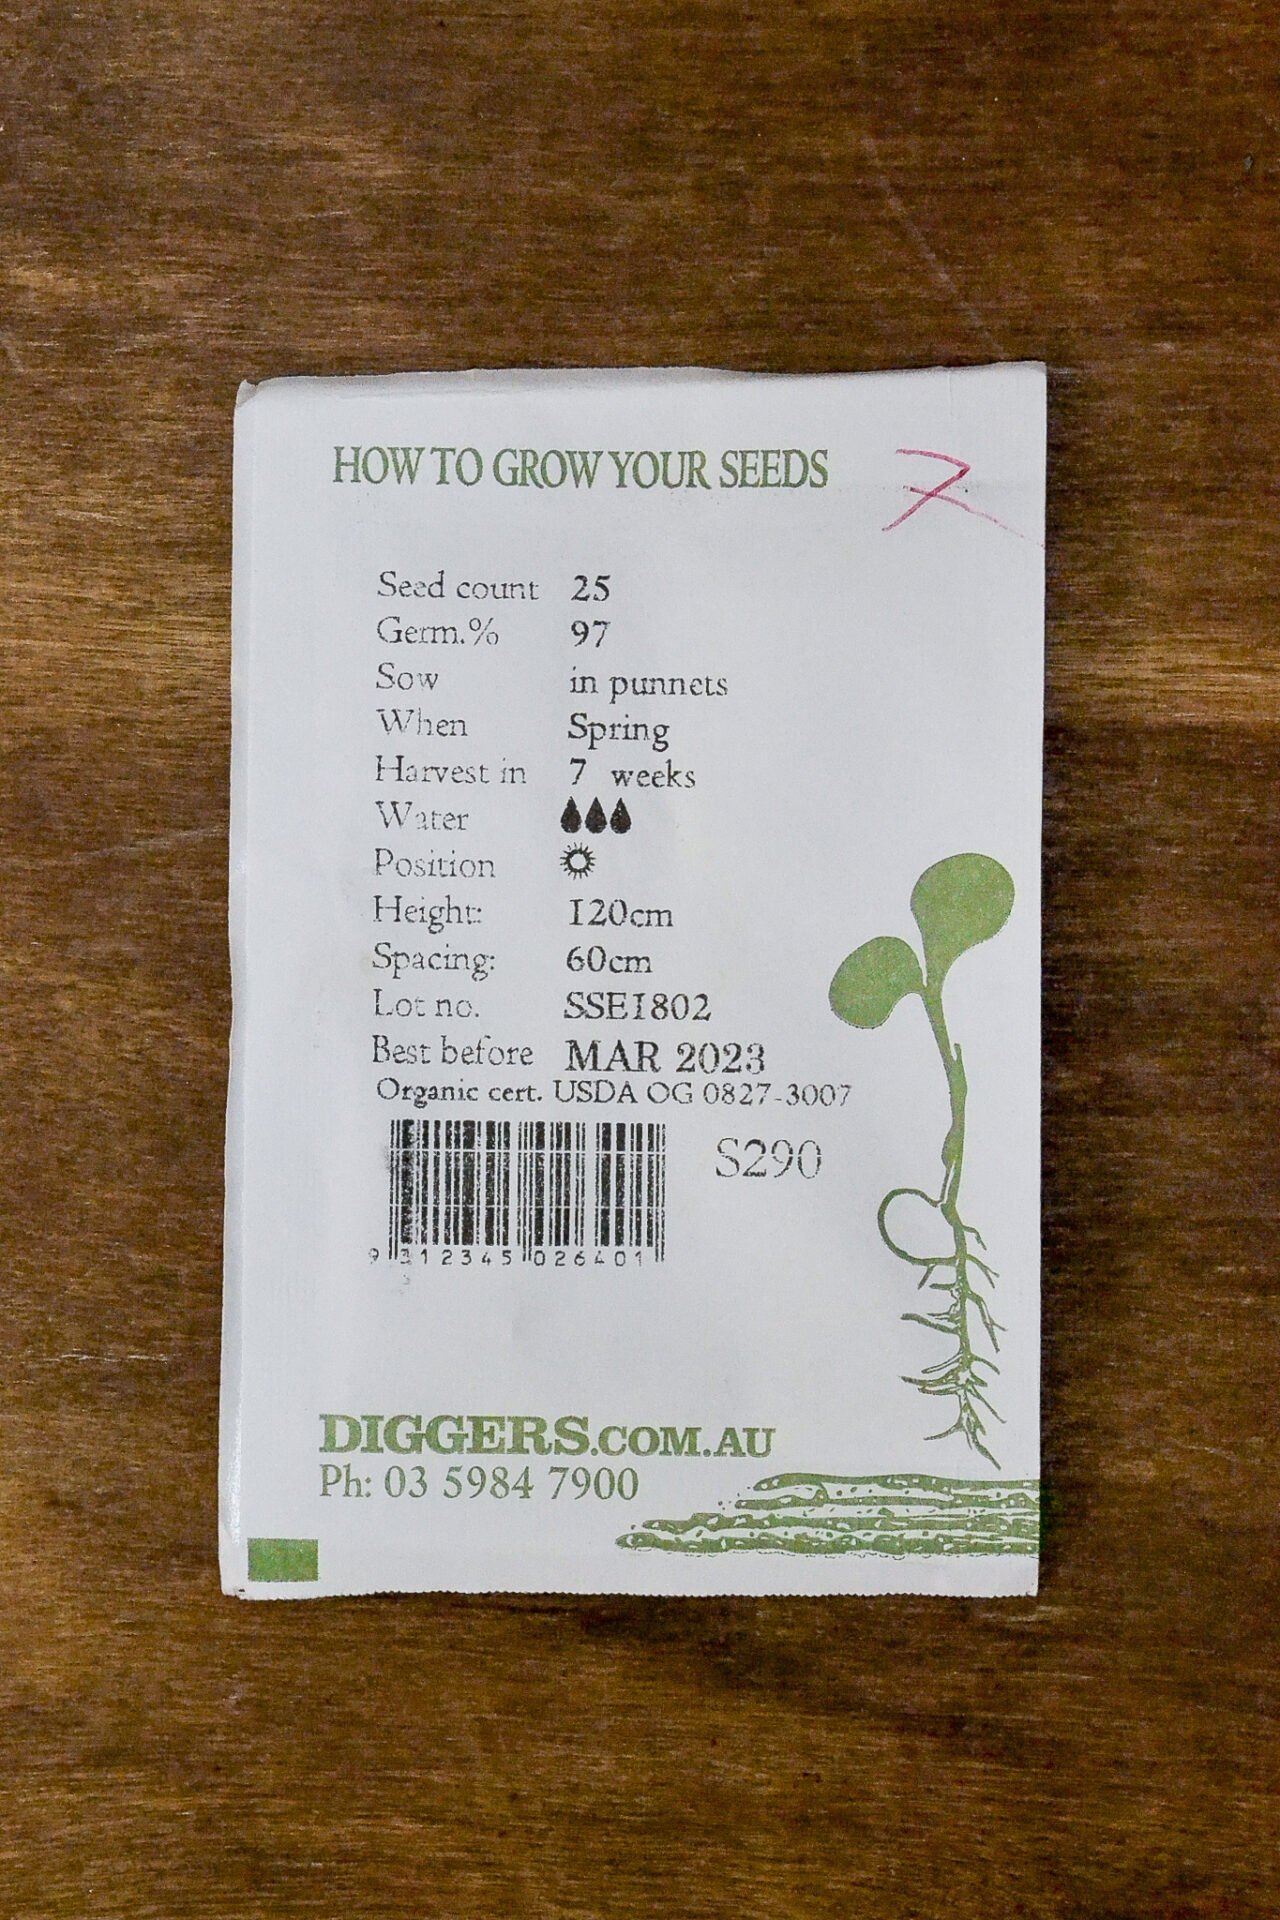 HOW TO GROW YOUR SEEDS
7
Seed count 25
Germ.% 97
Sow in punnets
When Spring
Harvest in 7 weeks
Water
Position
Height: 120cm
Spacing: 60cm
Lot no. SSE1802
Best before MAR 2023
Organic cert. USDA OG 0827-3007
S290
9 312345 026401
DIGGERS.COM.AU
Ph: 03 5984 7900